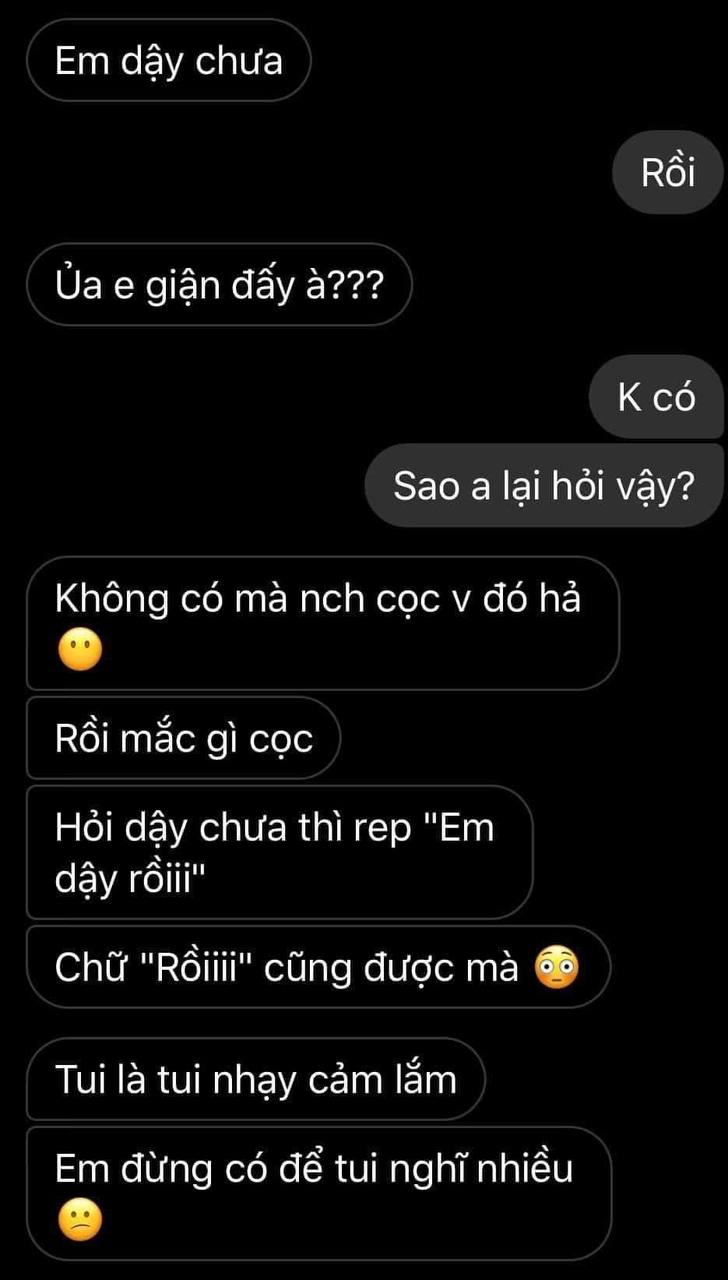 Em dậy chưa
Rồi
Ủa e giận đấy à???
K có
Sao a lại hỏi vậy?
Không có mà nch cọc v đó hả
😶
Rồi mắc gì cọc
Hỏi dậy chưa thì rep "Em
dậy rồiii"
Chữ "Rồiiii" cũng được mà 😳
Tui là tui nhạy cảm lắm
Em đừng có để tui nghĩ nhiều
😕